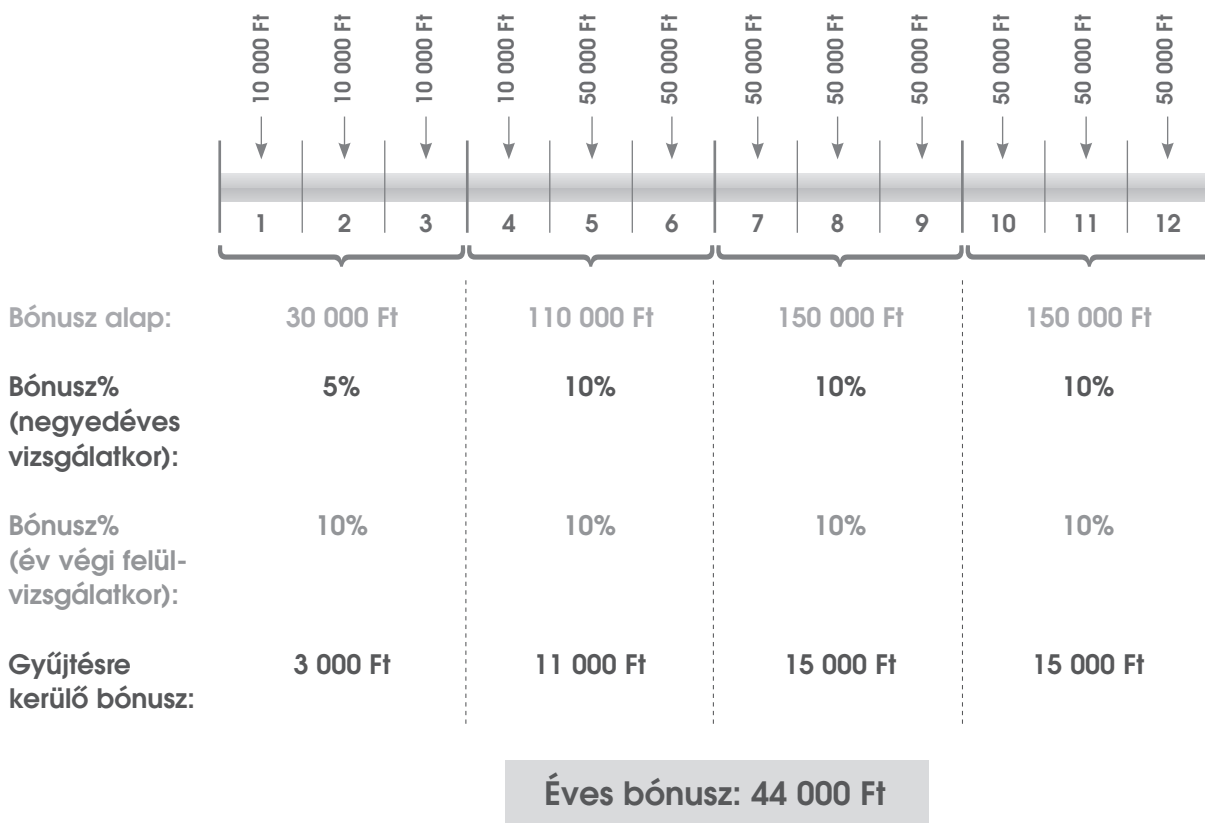 10 000 Ft 10 000 Ft 10 000 Ft 10 000 Ft 50 000 Ft 50 000 Ft 50 000 Ft 50 000 Ft 50 000 Ft 50 000 Ft 50 000 Ft 50 000 Ft
1 2 3 4 5 6 7 8 9 10 11 12
Bónusz alap: 30 000 Ft 110 000 Ft 150 000 Ft 150 000 Ft
Bónusz% 5% 10% 10% 10%
(negyedéves
vizsgálatkor):
Bónusz% 10% 10% 10% 10%
(év végi felül-
vizsgálatkor):
Gyűjtésre 3 000 Ft 11 000 Ft 15 000 Ft 15 000 Ft
kerülő bónusz:
Éves bónusz: 44 000 Ft